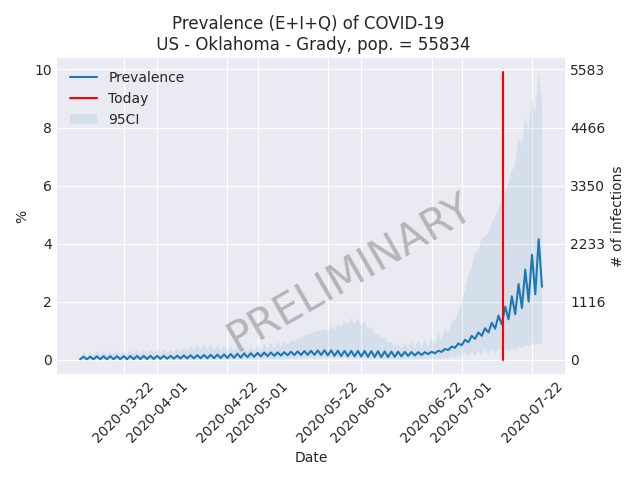 Prevalence (E+I+Q) of COVID-19
US - Oklahoma - Grady, pop. = 55834
Prevalence
Today
95CI
PRELIMINARY
%
10
8
6
4
2
0
5583
4466
3350
2233
1116
0
# of infections
2020-03-22
2020-04-01
2020-04-22
2020-05-01
2020-05-22
2020-06-01
2020-06-22
2020-07-01
2020-07-22
Date